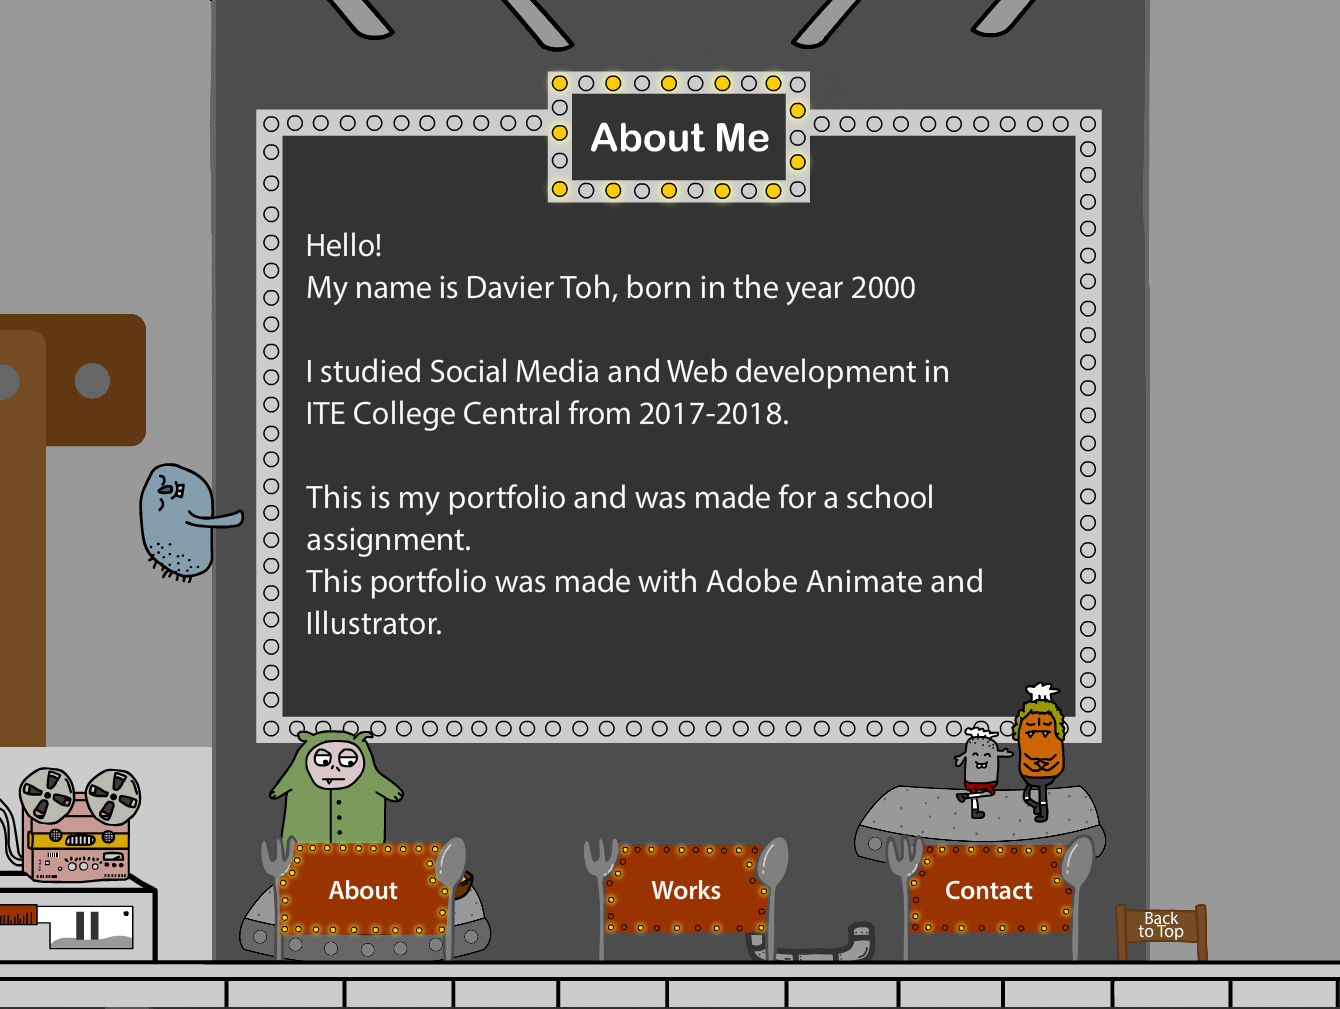 About Me
Hello!
My name is Davier Toh, born in the year 2000
I studied Social Media and Web development in
ITE College Central from 2017-2018.
This is my portfolio and was made for a school
assignment.
This portfolio was made with Adobe Animate and
Illustrator.
About
Works
Contact
Back
to Top